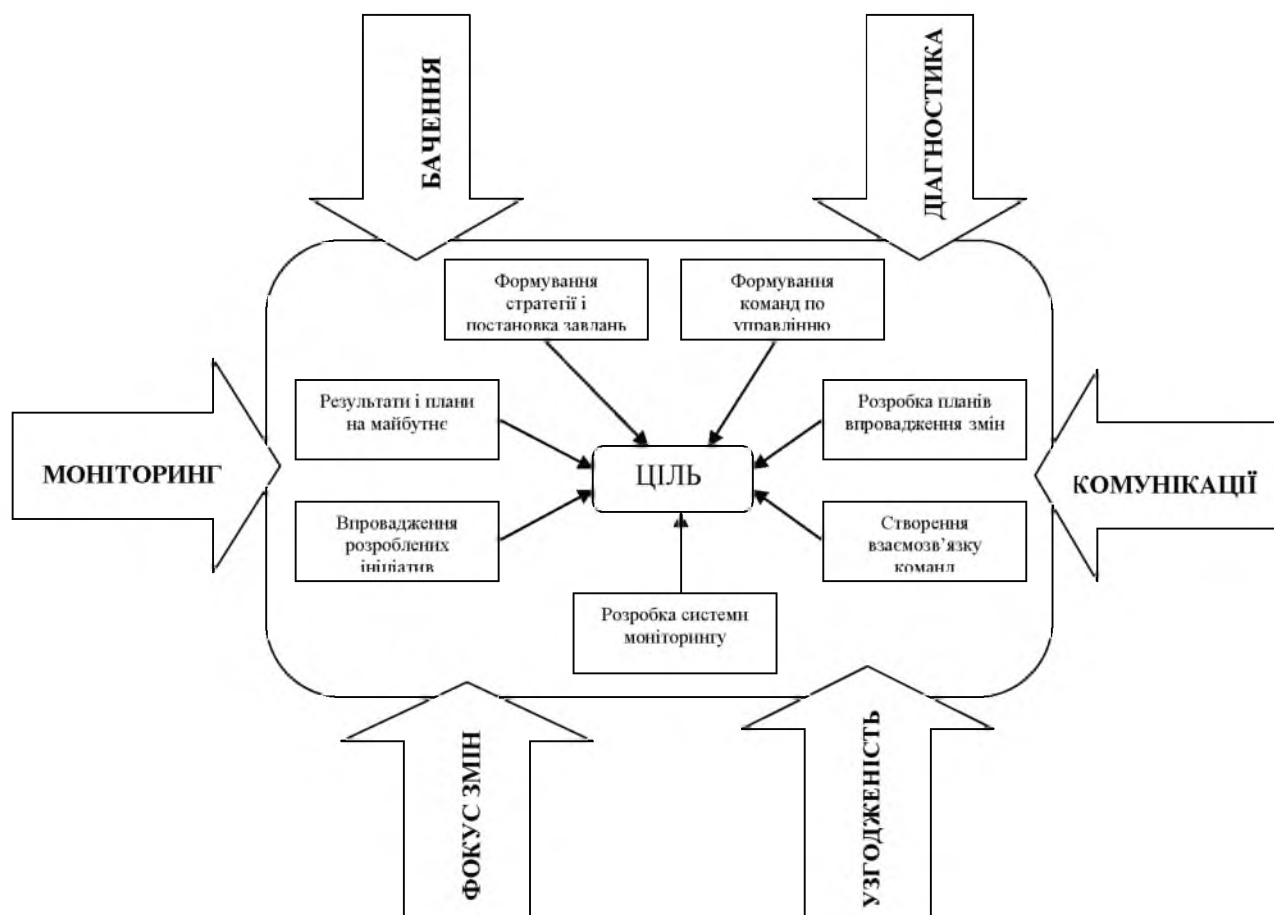 БАЧЕННЯ
ДІАГНОСТИКА
Формування
стратегії і
постановка завдань
Формування
команд по
управлінню
Результати і плани
на майбутнє
Розробка планів
впровадження змін
МОНІТОРИНГ
ЦІЛЬ
КОМУНІКАЦІЇ
Впровадження
розроблених
ініціатив
Створення
взаємозв’язку
команд
Розробка системи
моніторингу
ФОКУС ЗМІН
УЗГОДЖЕНІСТЬ